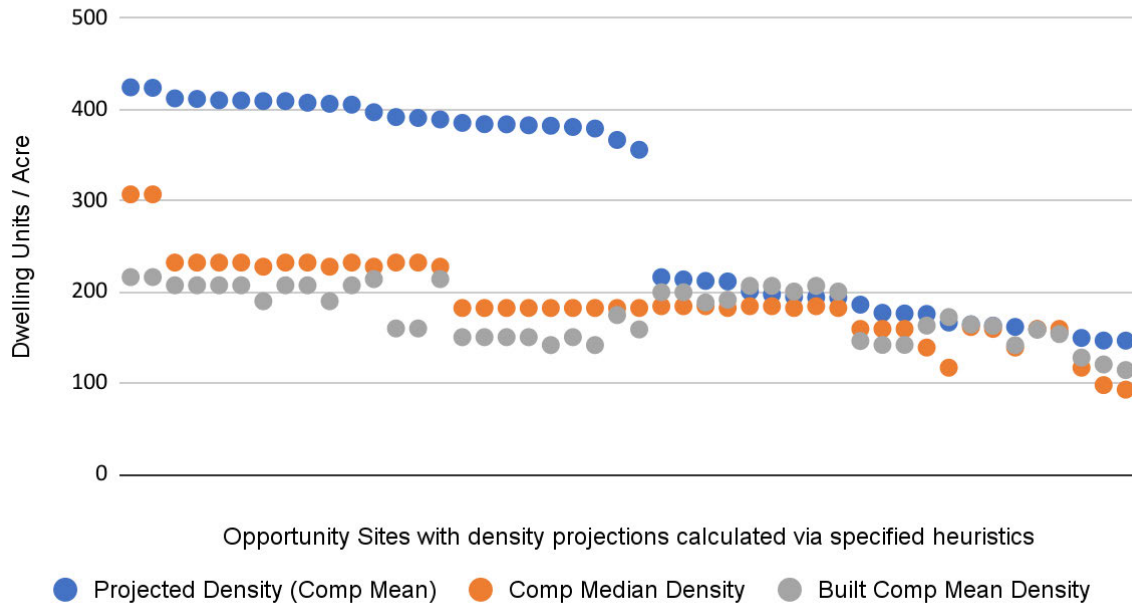 500
400
300
200
100
0
Dwelling Units / Acre
Opportunity Sites with density projections calculated via specified heuristics
Projected Density (Comp Mean) Comp Median Density Built Comp Mean Density